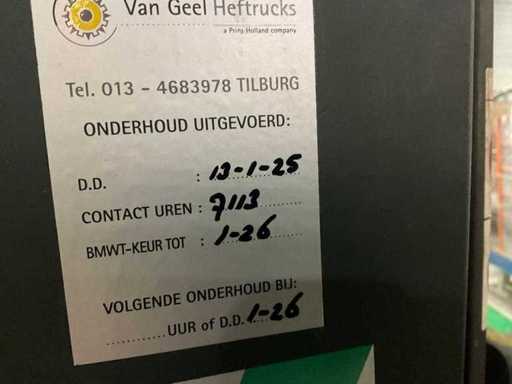 Van Geel Heftrucks
a Prins Holland company
Tel. 013 - 4683978 TILBURG
ONDERHOUD UITGEVOERD:
D.D. : 13-1-25
CONTACT UREN : 7113
BMWT-KEUR TOT : 1-26
VOLGENDE ONDERHOUD BIJ:
............UUR of D.D. 1-26